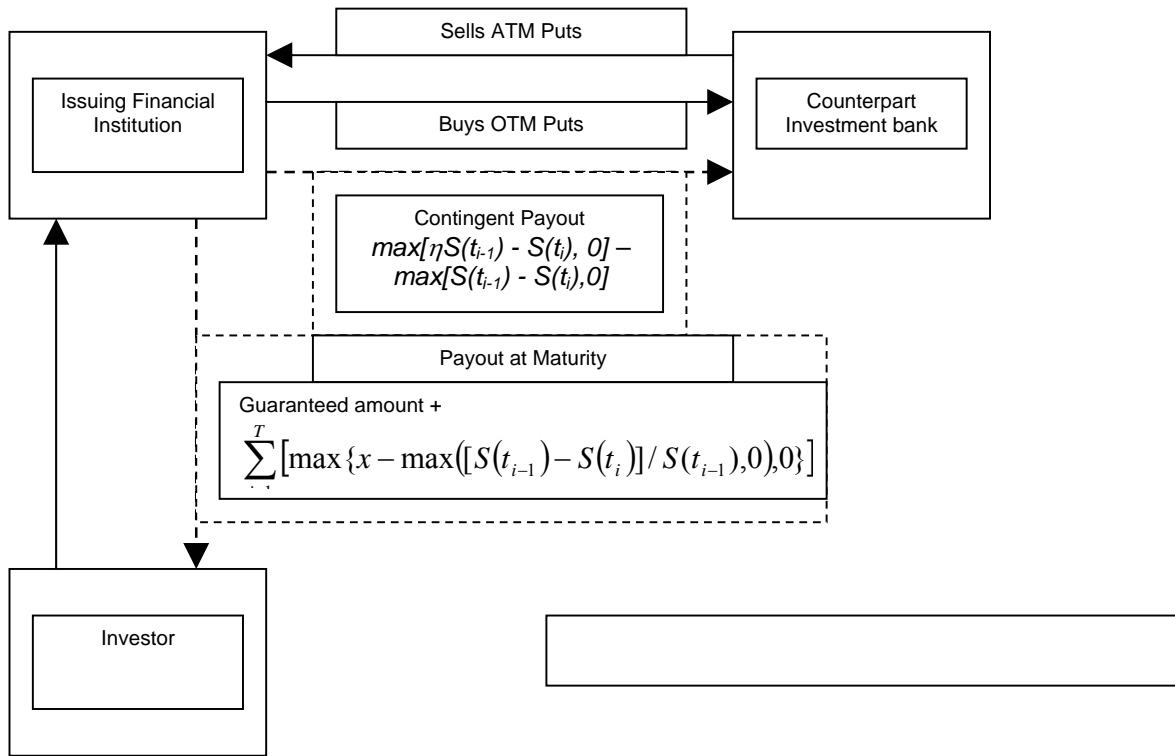 Sells ATM Puts
Issuing Financial
Institution
Counterpart
Investment bank
Buys OTM Puts
Contingent Payout
max[ηS(tᵢ₋₁) - S(tᵢ), 0] –
max[S(tᵢ₋₁) - S(tᵢ),0]
Payout at Maturity
Guaranteed amount +
∑ᵀ [max{x − max([S(tᵢ₋₁) − S(tᵢ)] / S(tᵢ₋₁),0),0}]
Investor